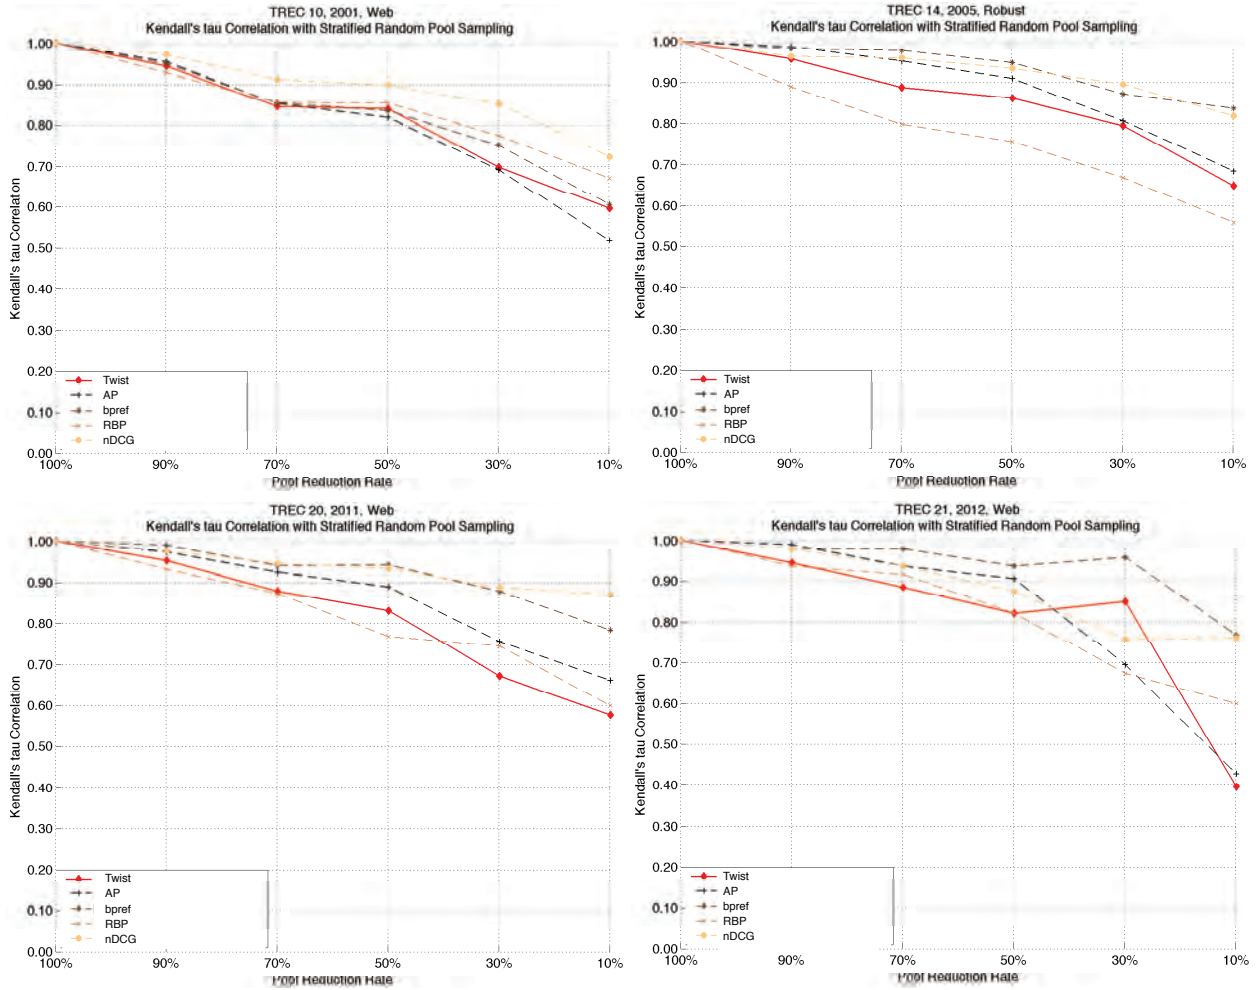 TREC 10, 2001, Web
Kendall's tau Correlation with Stratified Random Pool Sampling
1.00
0.90
0.80
0.70
0.60
0.50
0.40
0.30
0.20
0.10
0.00
Kendall's tau Correlation
Twist
AP
bpref
RBP
nDCG
100% 90% 70% 50% 30% 10%
Pool Reduction Rate
TREC 14, 2005, Robust
Kendall's tau Correlation with Stratified Random Pool Sampling
1.00
0.90
0.80
0.70
0.60
0.50
0.40
0.30
0.20
0.10
0.00
Kendall's tau Correlation
Twist
AP
bpref
RBP
nDCG
100% 90% 70% 50% 30% 10%
Pool Reduction Rate
TREC 20, 2011, Web
Kendall's tau Correlation with Stratified Random Pool Sampling
1.00
0.90
0.80
0.70
0.60
0.50
0.40
0.30
0.20
0.10
0.00
Kendall's tau Correlation
Twist
AP
bpref
RBP
nDCG
100% 90% 70% 50% 30% 10%
Pool Reduction Rate
TREC 21, 2012, Web
Kendall's tau Correlation with Stratified Random Pool Sampling
1.00
0.90
0.80
0.70
0.60
0.50
0.40
0.30
0.20
0.10
0.00
Kendall's tau Correlation
Twist
AP
bpref
RBP
nDCG
100% 90% 70% 50% 30% 10%
Pool Reduction Rate